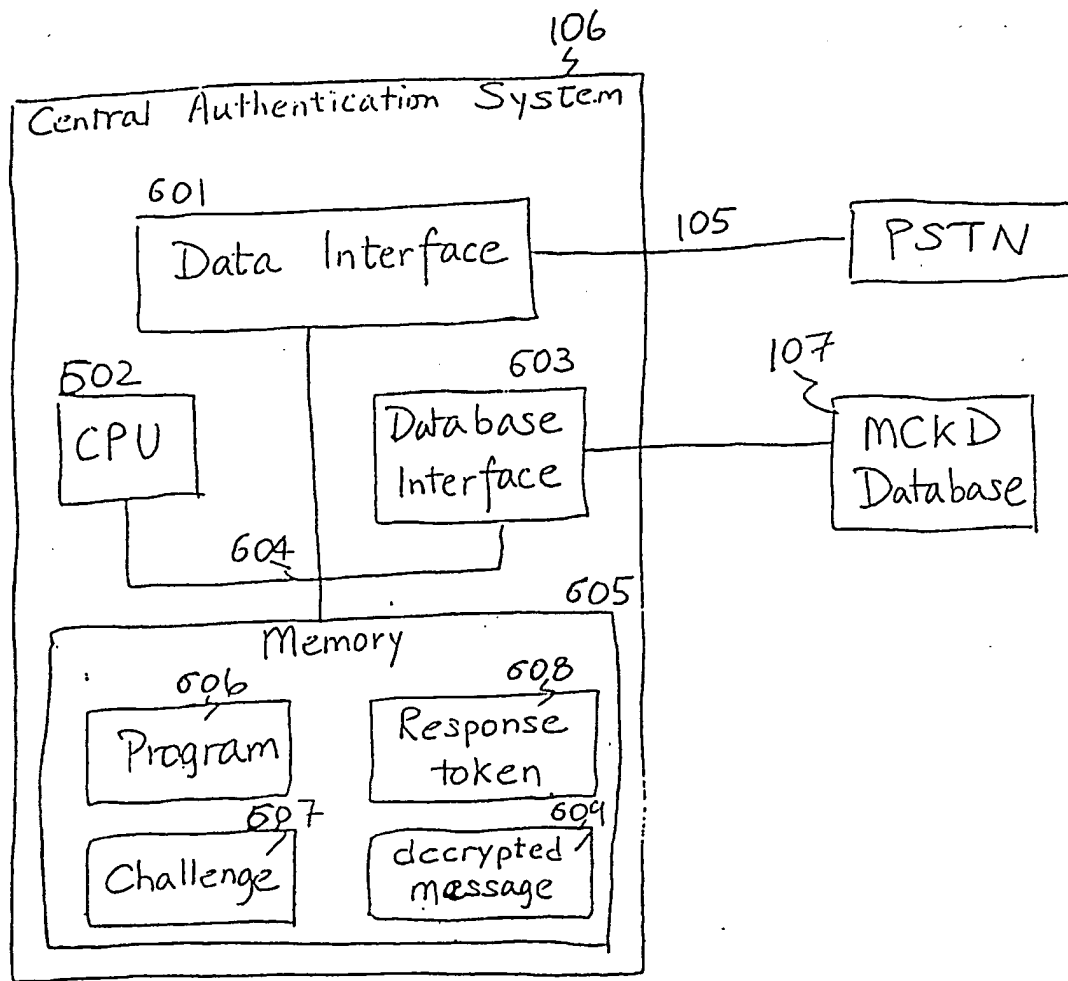 106
Central Authentication System
601
Data Interface
105
PSTN
602
CPU
603
Database
Interface
107
MCKD
Database
604
605
Memory
606
Program
608
Response
token
607
Challenge
609
decrypted
message